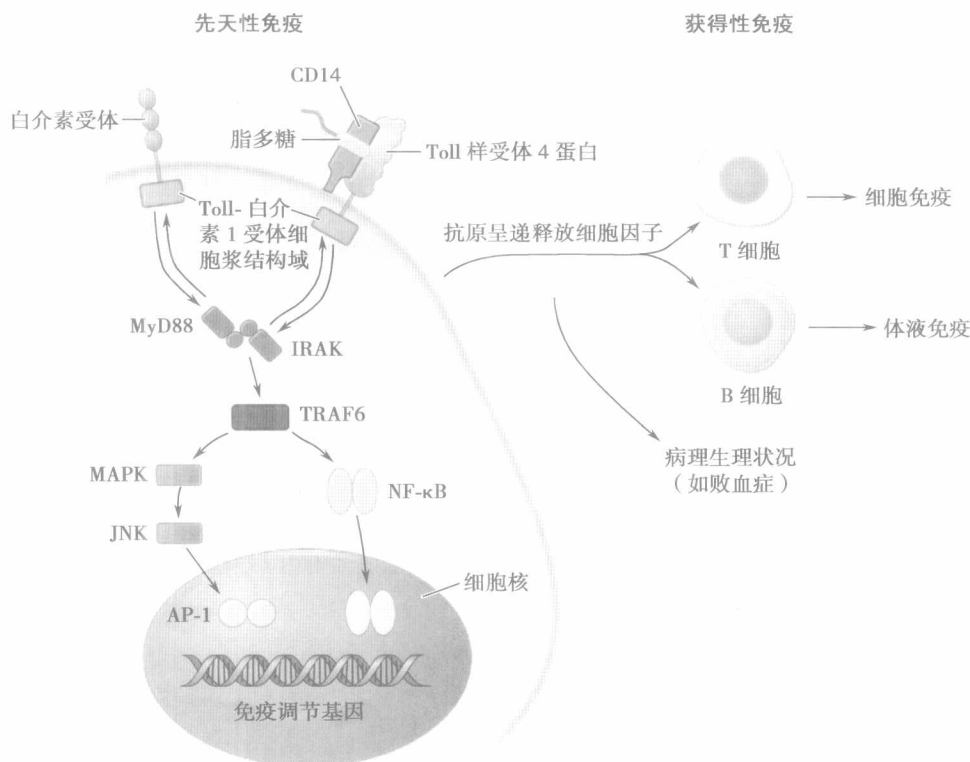 先天性免疫
获得性免疫
CD14
白介素受体
脂多糖
Toll 样受体 4 蛋白
Toll- 白介
素 1 受体细
胞浆结构域
抗原呈递释放细胞因子
T 细胞
细胞免疫
MyD88
IRAK
B 细胞
体液免疫
TRAF6
病理生理状况
（如败血症）
MAPK
NF-κB
JNK
细胞核
AP-1
免疫调节基因